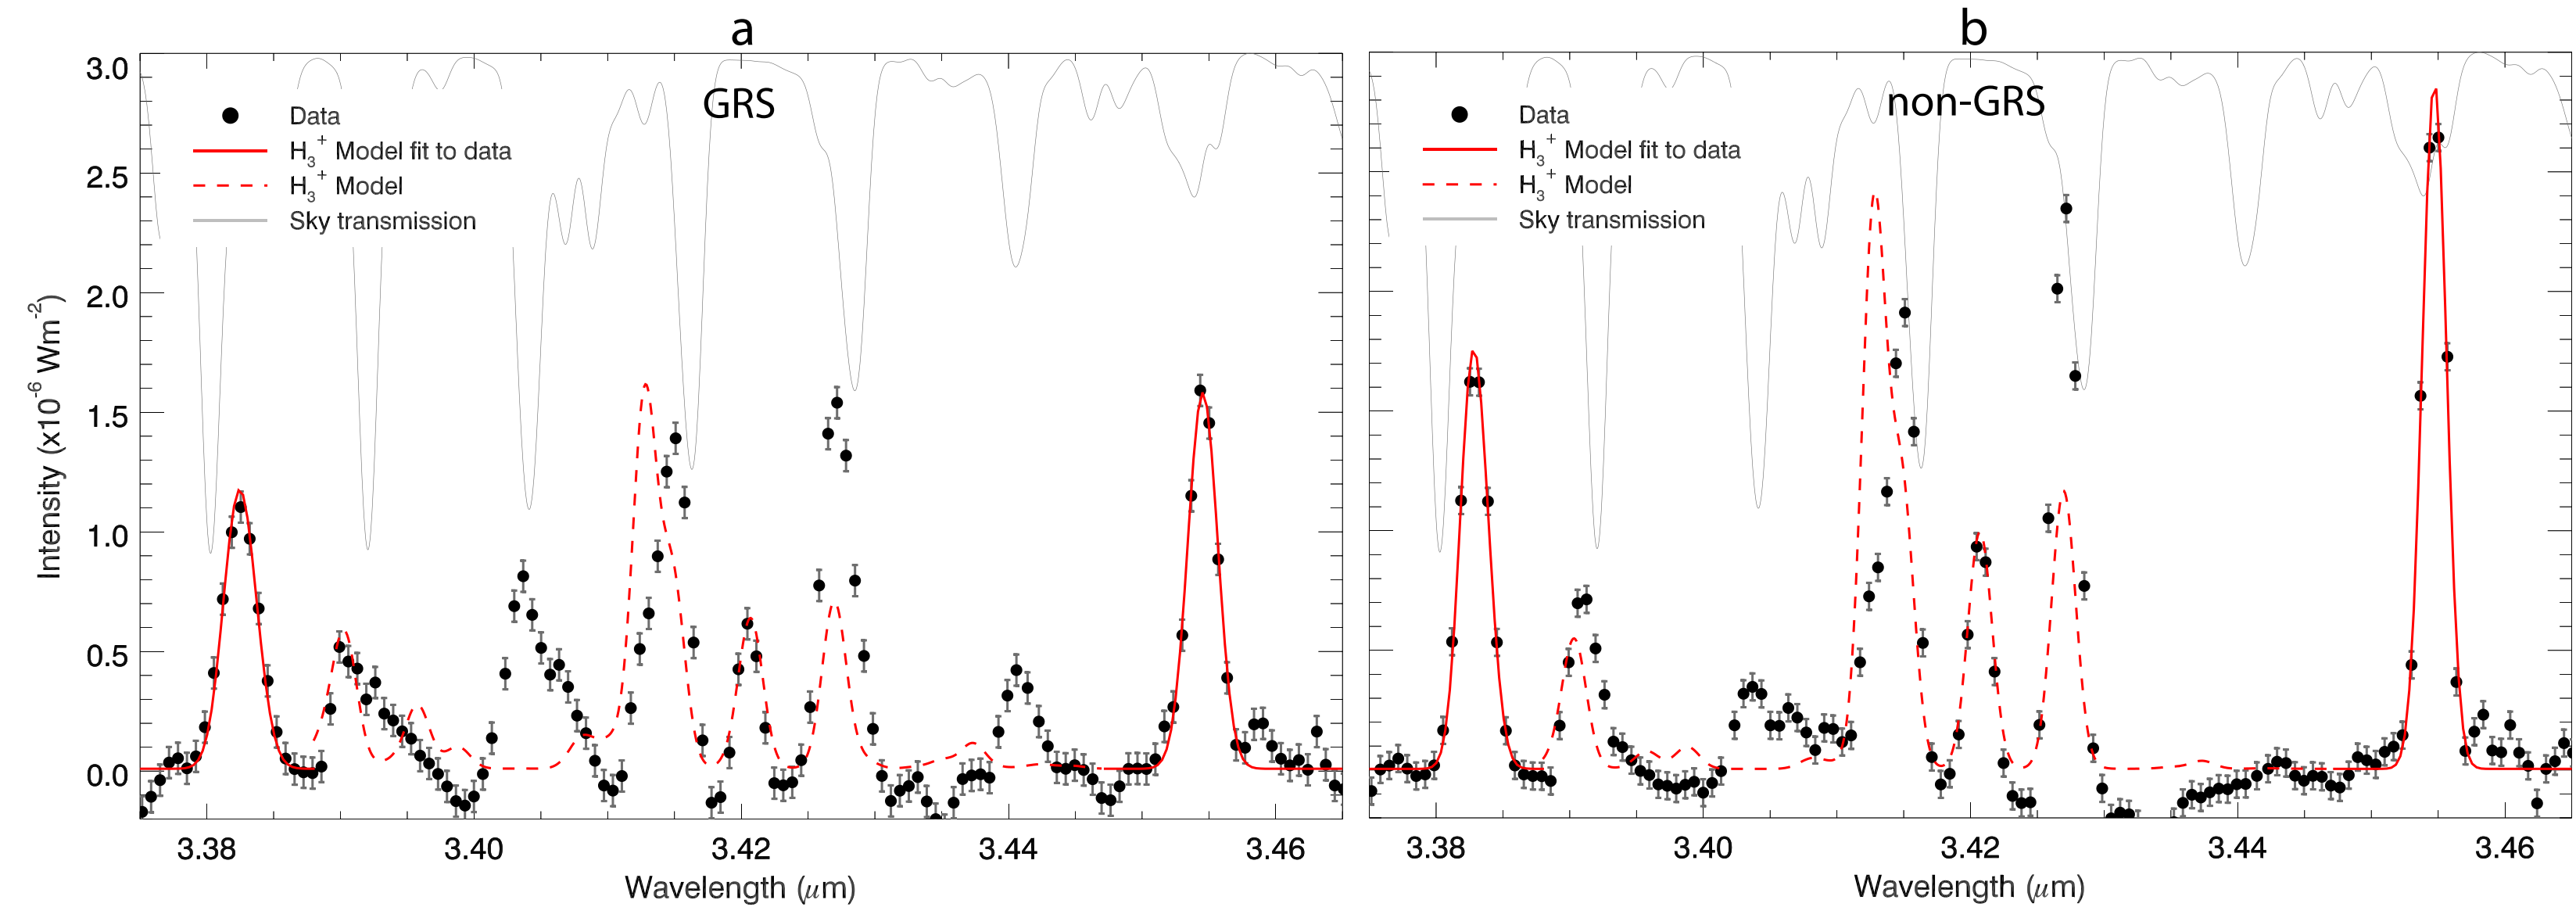 a
GRS
Data
H₃⁺ Model fit to data
H₃⁺ Model
Sky transmission
3.0
2.5
2.0
1.5
1.0
0.5
0.0
Intensity (x10⁻⁶ Wm⁻²)
3.38 3.40 3.42 3.44 3.46
Wavelength (μm)
b
non-GRS
Data
H₃⁺ Model fit to data
H₃⁺ Model
Sky transmission
3.38 3.40 3.42 3.44 3.46
Wavelength (μm)